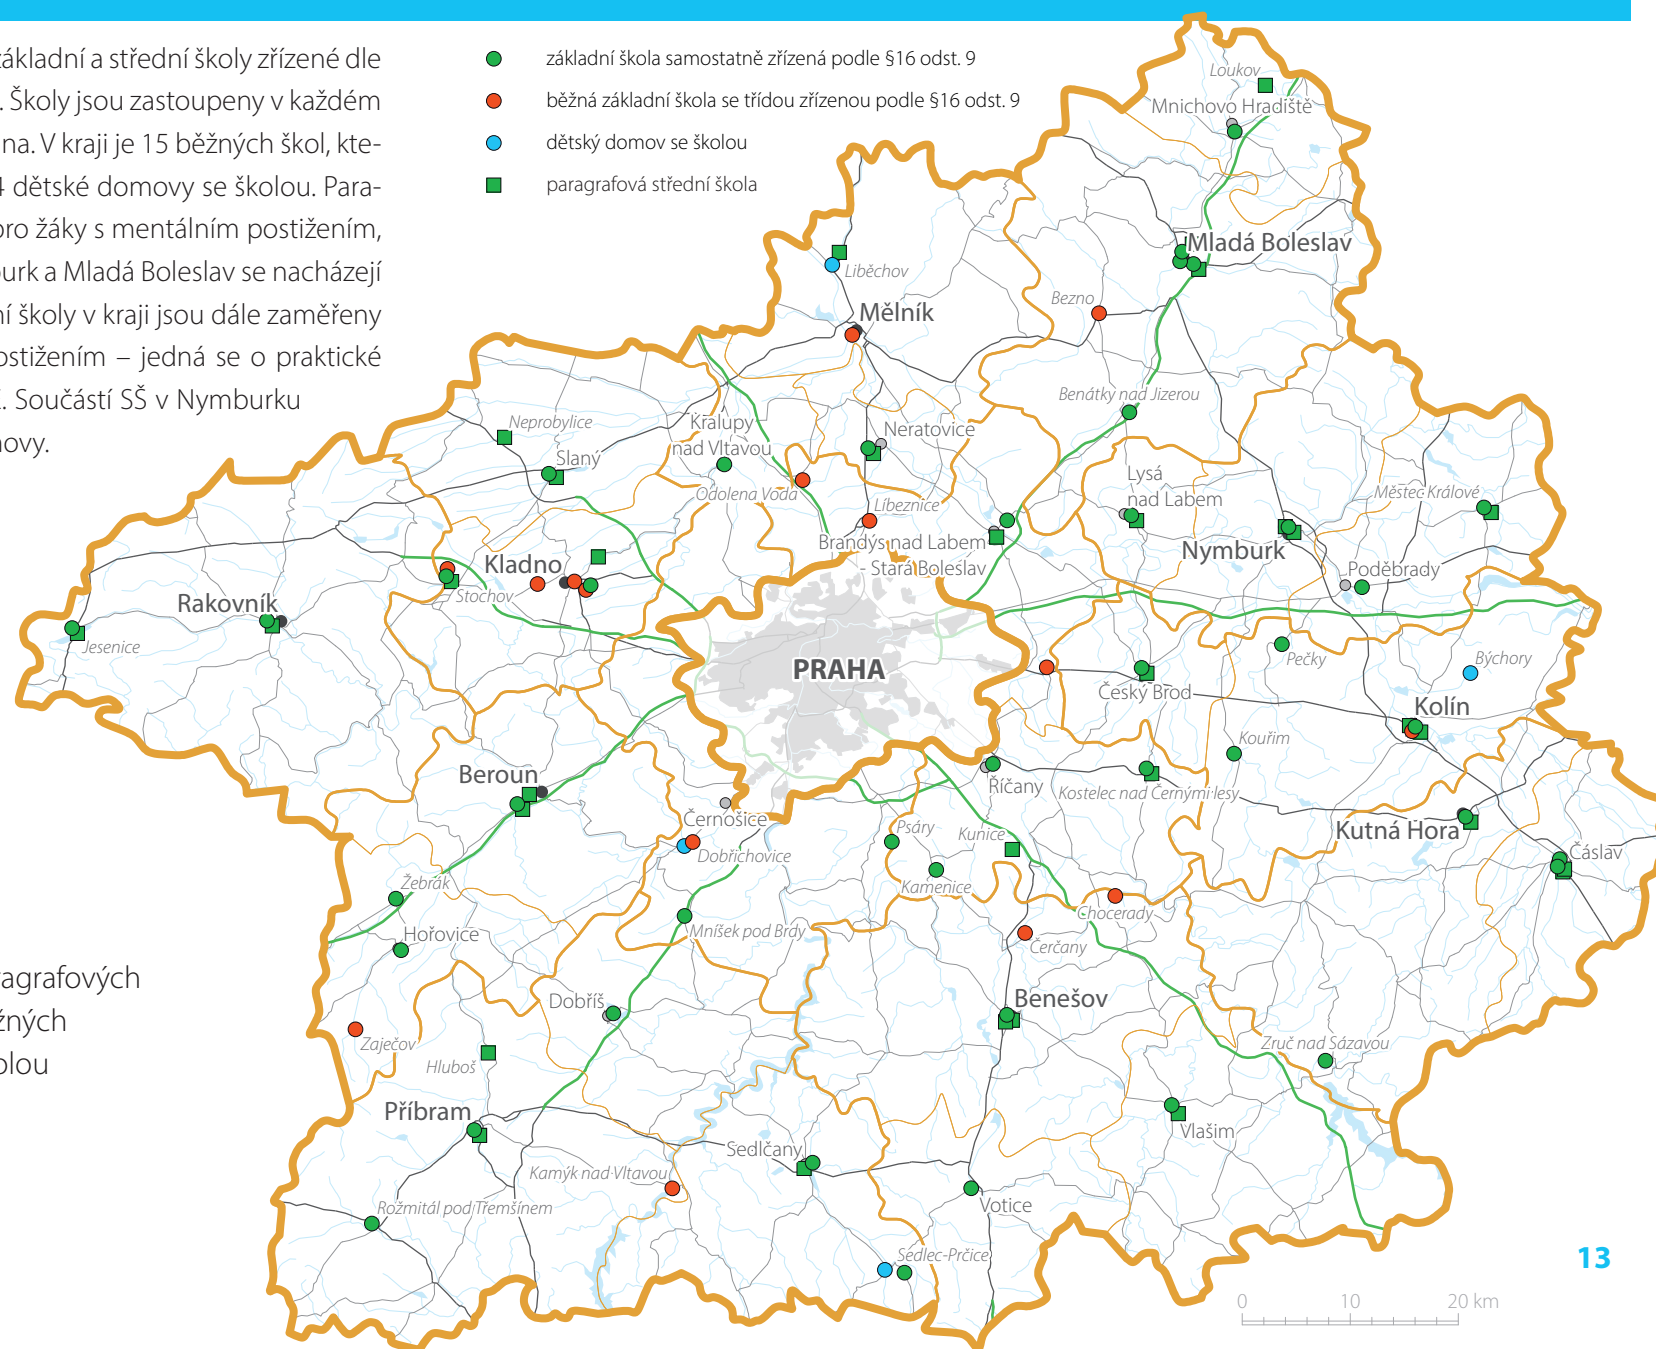 základní a střední školy zřízené dle
. Školy jsou zastoupeny v každém
na. V kraji je 15 běžných škol, kte-
4 dětské domovy se školou. Para-
pro žáky s mentálním postižením,
burk a Mladá Boleslav se nacházejí
ní školy v kraji jsou dále zaměřeny
ostižením – jedná se o praktické
. Součástí SŠ v Nymburku
novy.
základní škola samostatně zřízená podle §16 odst. 9
běžná základní škola se třídou zřízenou podle §16 odst. 9
dětský domov se školou
paragrafová střední škola
Loukov
Mnichovo Hradiště
Mladá Boleslav
Liběchov
Bezno
Mělník
Benátky nad Jizerou
Neprobylice
Kralupy
nad Vltavou
Neratovice
Slaný
Lysá
nad Labem
Městec Králové
Odolena Voda
Líbeznice
Brandýs nad Labem
- Stará Boleslav
Nymburk
Kladno
Poděbrady
Stochov
Rakovník
Jesenice
Pečky
Býchory
PRAHA
Český Brod
Kolín
Kouřim
Beroun
Říčany
Kostelec nad Černými lesy
Černošice
Psáry
Kunice
Kutná Hora
Dobřichovice
Čáslav
Žebrák
Kamenice
Chocerady
Mníšek pod Brdy
Hořovice
Čerčany
ragrafových
žných
olou
Dobříš
Benešov
Zaječov
Zruč nad Sázavou
Hluboš
Příbram
Vlašim
Sedlčany
Kamýk nad Vltavou
Rožmitál pod Třemšínem
Votice
Sedlec-Prčice
13
0 10 20 km